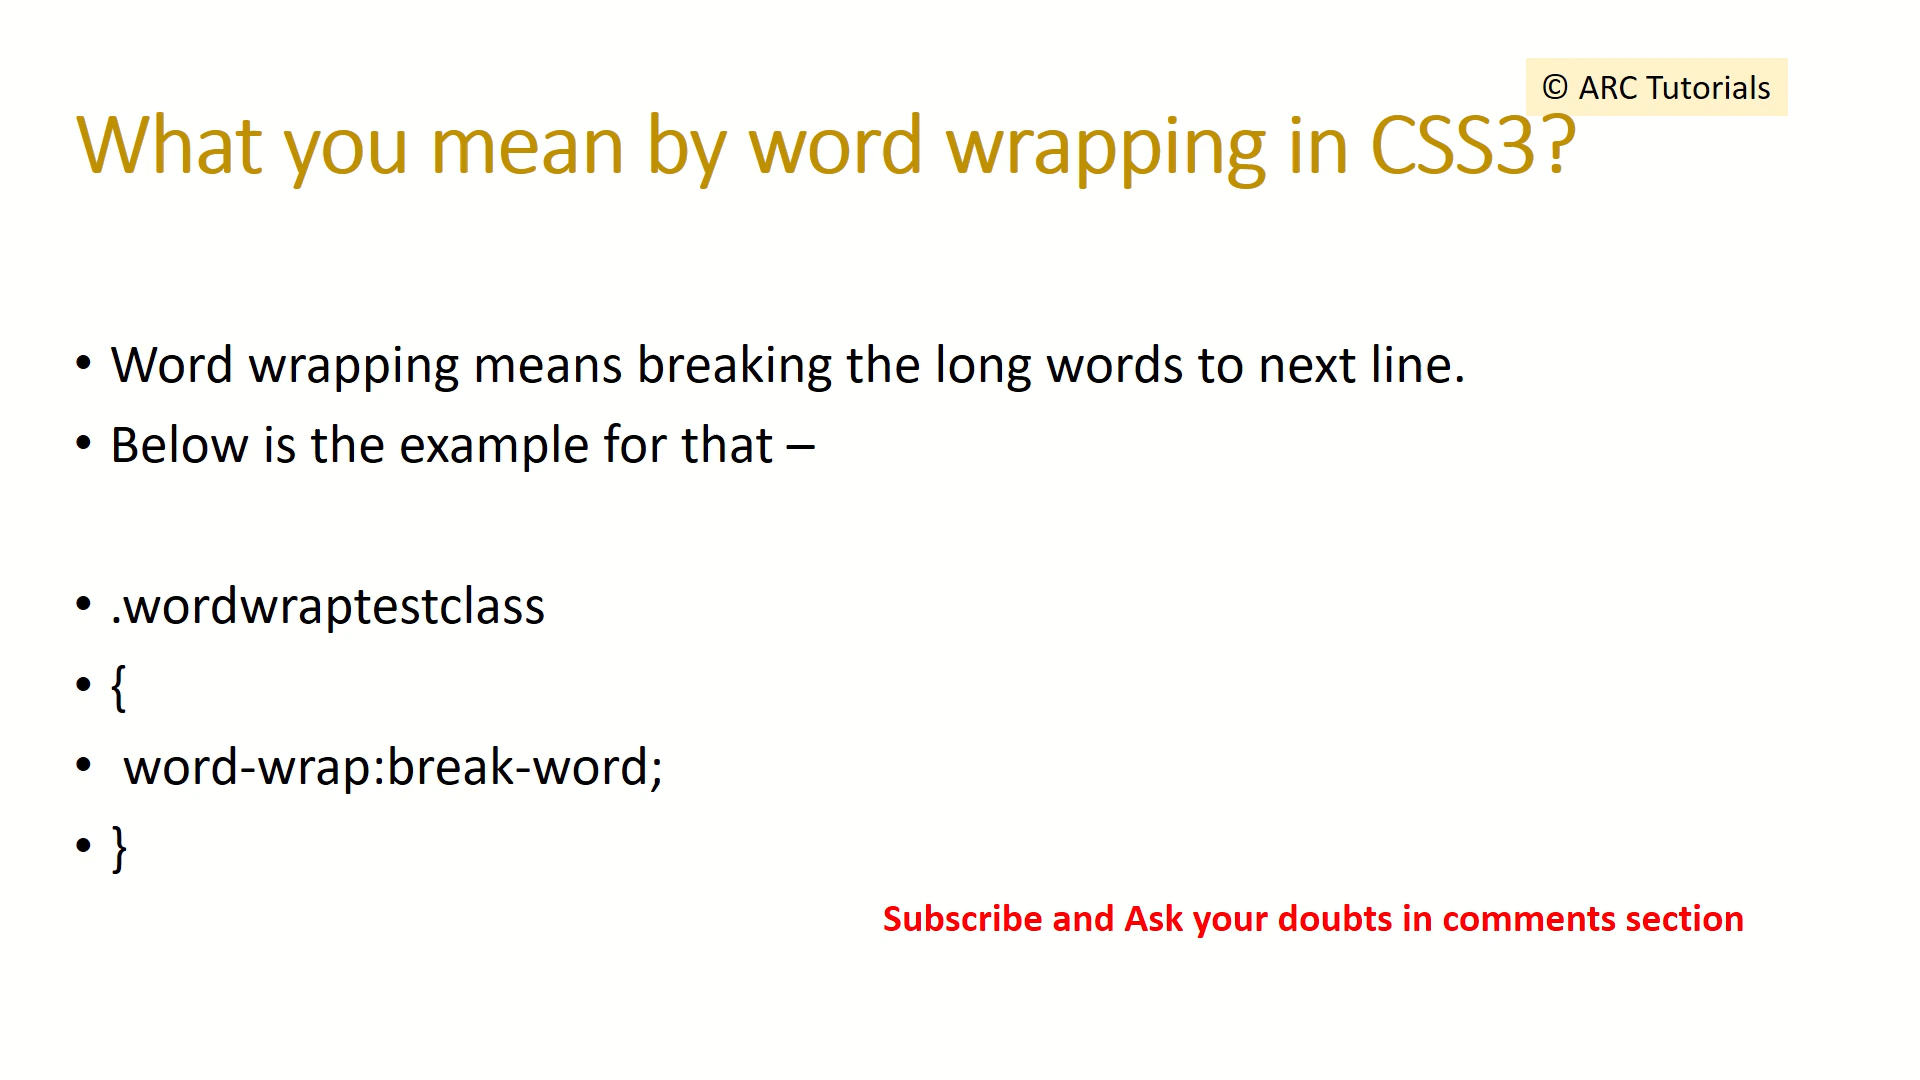 © ARC Tutorials
What you mean by word wrapping in CSS3?
• Word wrapping means breaking the long words to next line.
• Below is the example for that –
• .wordwraptestclass
• {
• word-wrap:break-word;
• }
Subscribe and Ask your doubts in comments section